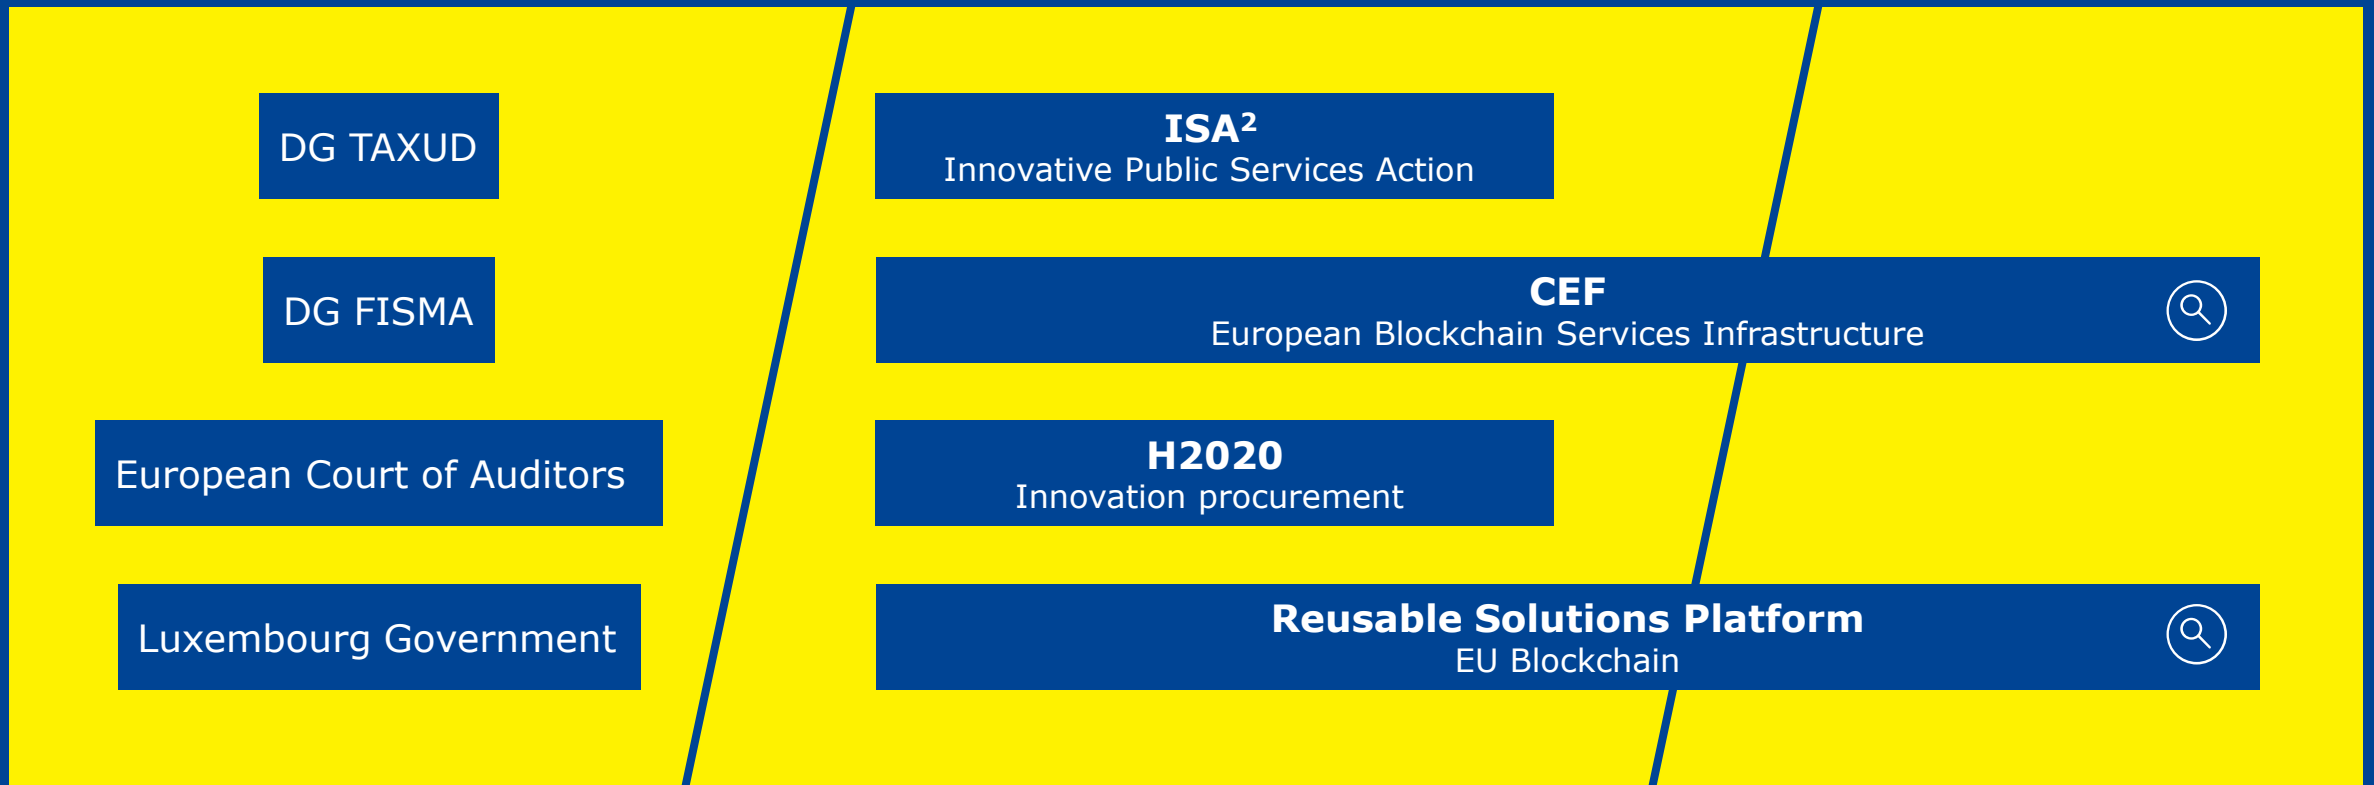 DG TAXUD
ISA²
Innovative Public Services Action
DG FISMA
CEF
European Blockchain Services Infrastructure
European Court of Auditors
H2020
Innovation procurement
Luxembourg Government
Reusable Solutions Platform
EU Blockchain